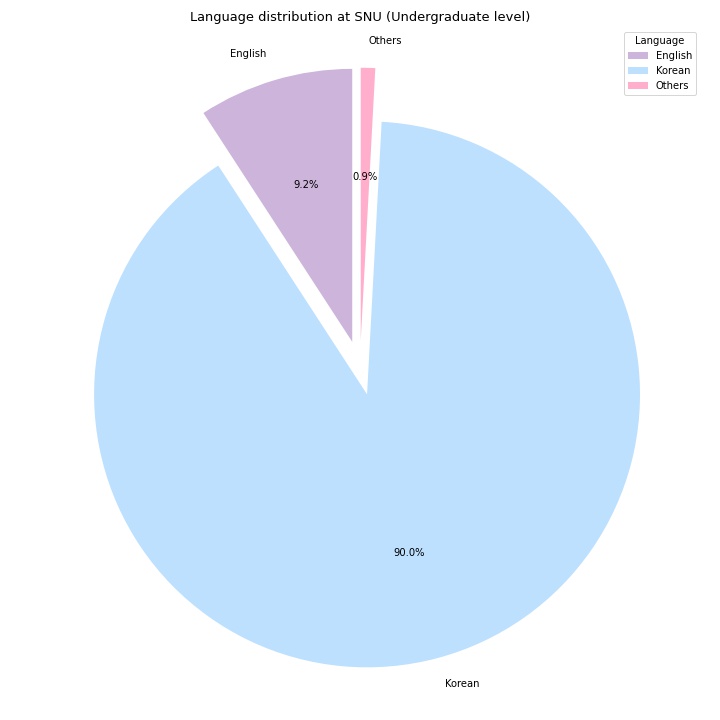 Language distribution at SNU (Undergraduate level)
Others
English
Language
English
Korean
Others
0.9%
9.2%
90.0%
Korean